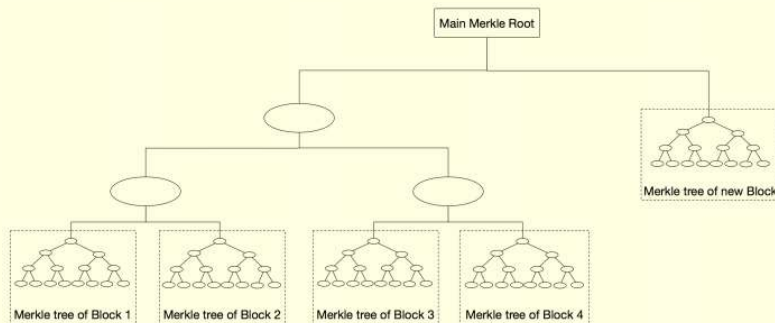 Main Merkle Root
Merkle tree of new Block
Merkle tree of Block 1
Merkle tree of Block 2
Merkle tree of Block 3
Merkle tree of Block 4